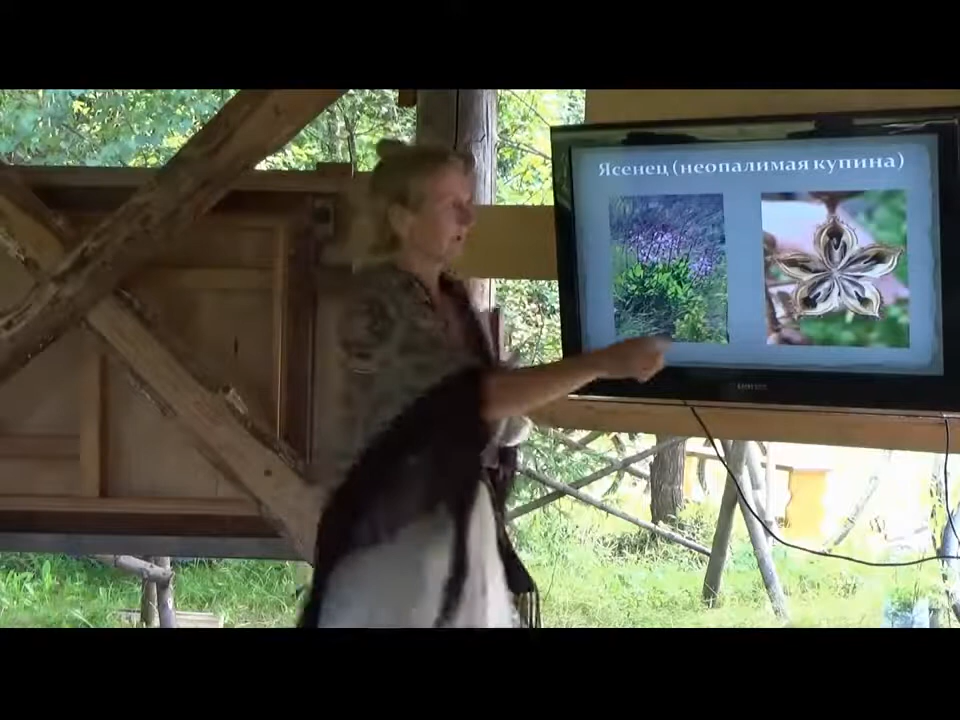 Ясенец (неопалимая купина)